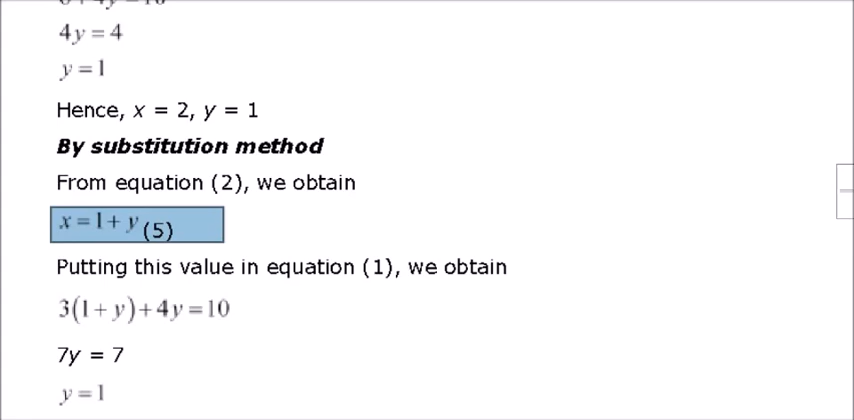 4y = 4
y = 1
Hence, x = 2, y = 1
By substitution method
From equation (2), we obtain
x = 1 + y (5)
Putting this value in equation (1), we obtain
3(1 + y) + 4y = 10
7y = 7
y = 1